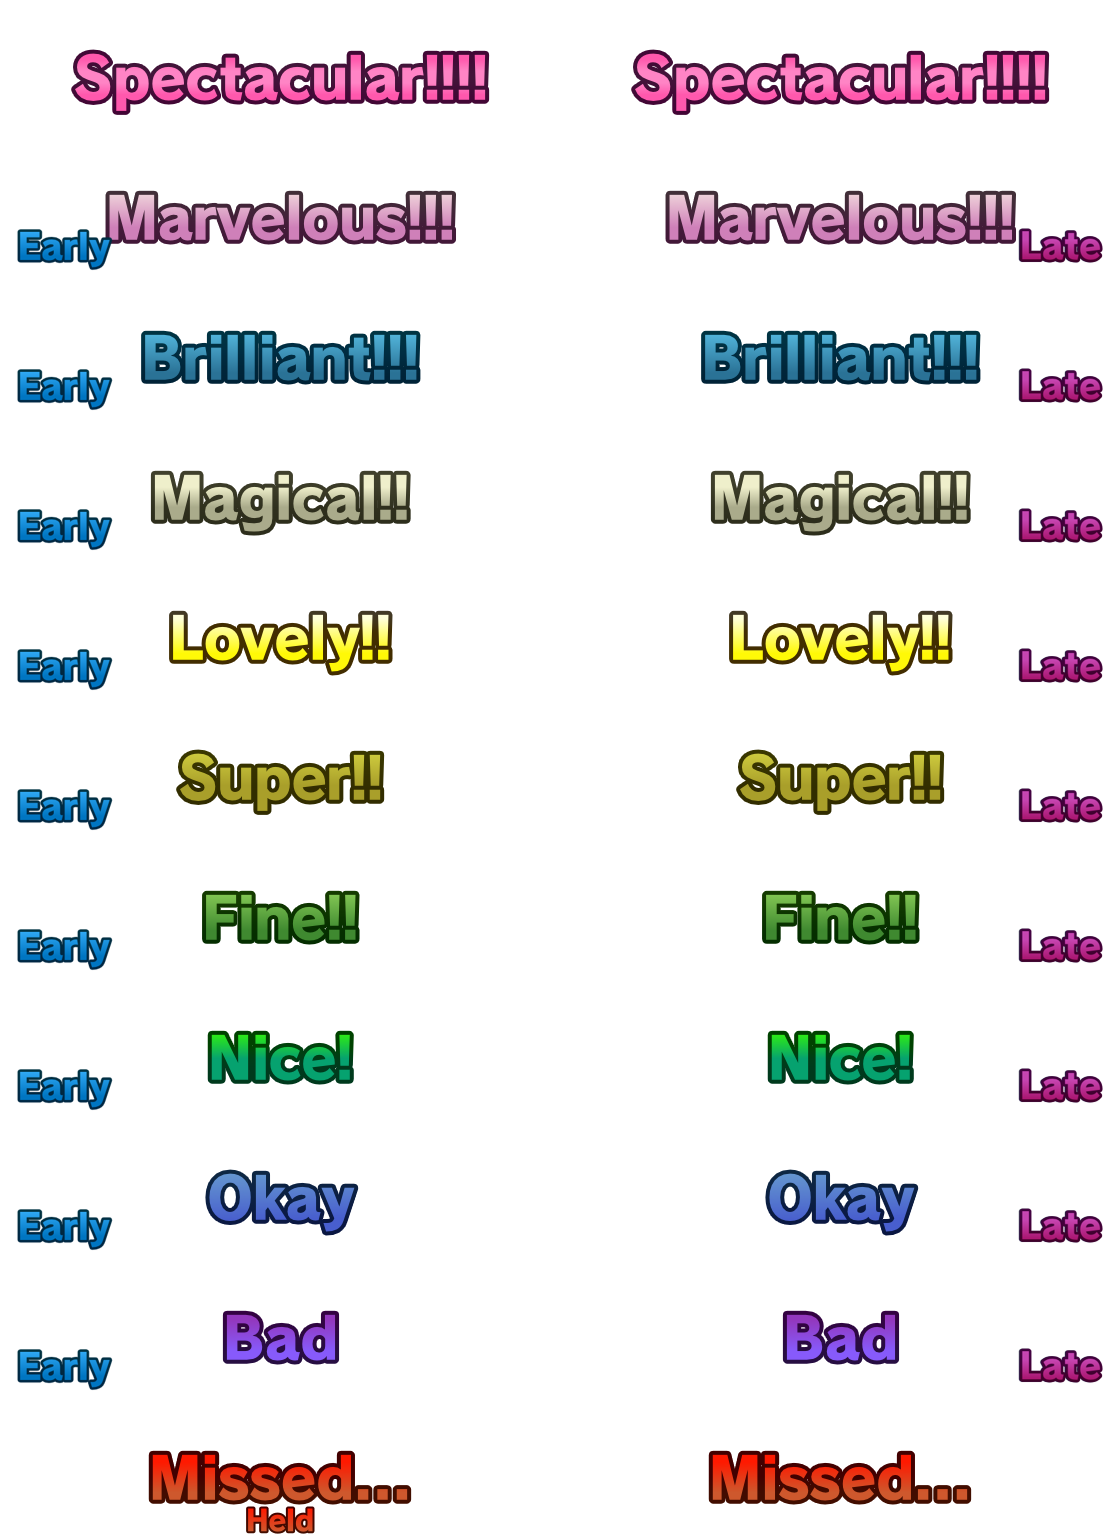 Spectacular!!!! Spectacular!!!!
Marvelous!!! Marvelous!!!
Early Late
Brilliant!!! Brilliant!!!
Early Late
Magical!! Magical!!
Early Late
Lovely!! Lovely!!
Early Late
Super!! Super!!
Early Late
Fine!! Fine!!
Early Late
Nice! Nice!
Early Late
Okay Okay
Early Late
Bad Bad
Early Late
Missed... Missed...
Held